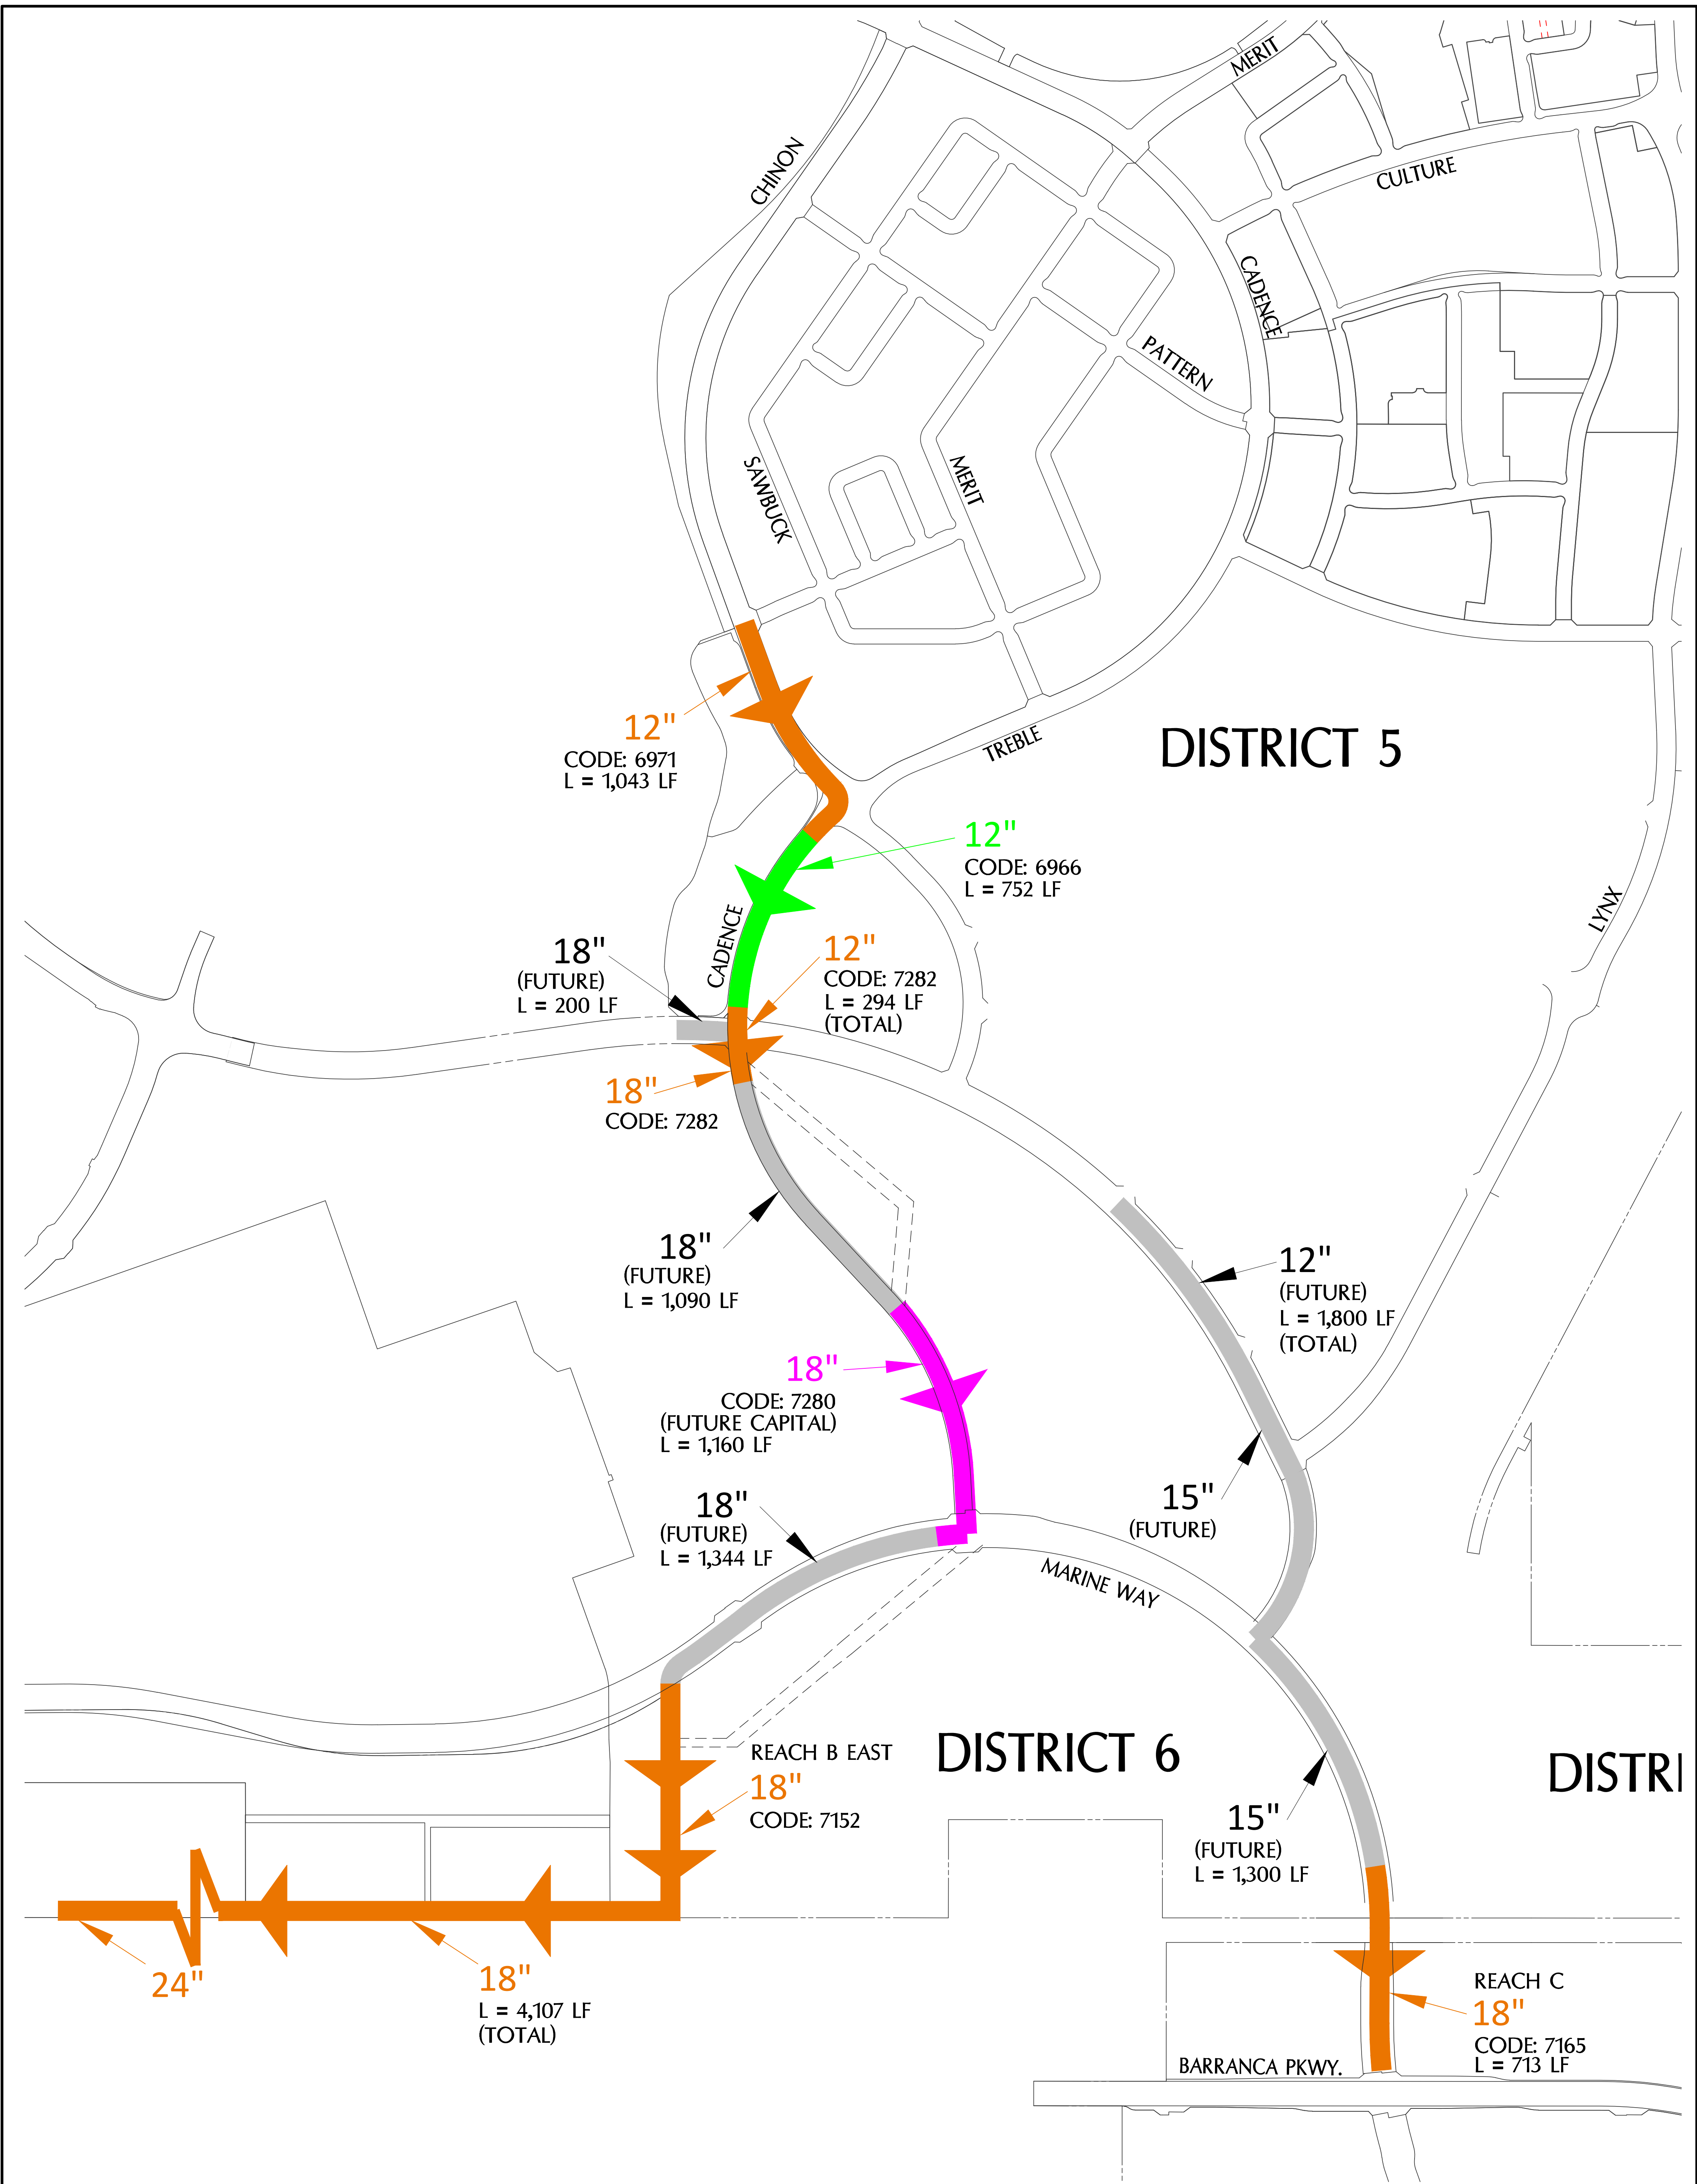 MERIT
CHINON
CULTURE
CADENCE
PATTERN
SAWBUCK
MERIT
TREBLE
DISTRICT 5
12"
CODE: 6971
L = 1,043 LF
12"
CODE: 6966
L = 752 LF
LYNX
CADENCE
18"
(FUTURE)
L = 200 LF
12"
CODE: 7282
L = 294 LF
(TOTAL)
18"
CODE: 7282
18"
(FUTURE)
L = 1,090 LF
12"
(FUTURE)
L = 1,800 LF
(TOTAL)
18"
CODE: 7280
(FUTURE CAPITAL)
L = 1,160 LF
18"
(FUTURE)
L = 1,344 LF
15"
(FUTURE)
MARINE WAY
REACH B EAST
18"
CODE: 7152
DISTRICT 6
DISTRI
15"
(FUTURE)
L = 1,300 LF
24"
18"
L = 4,107 LF
(TOTAL)
REACH C
18"
CODE: 7165
L = 713 LF
BARRANCA PKWY.